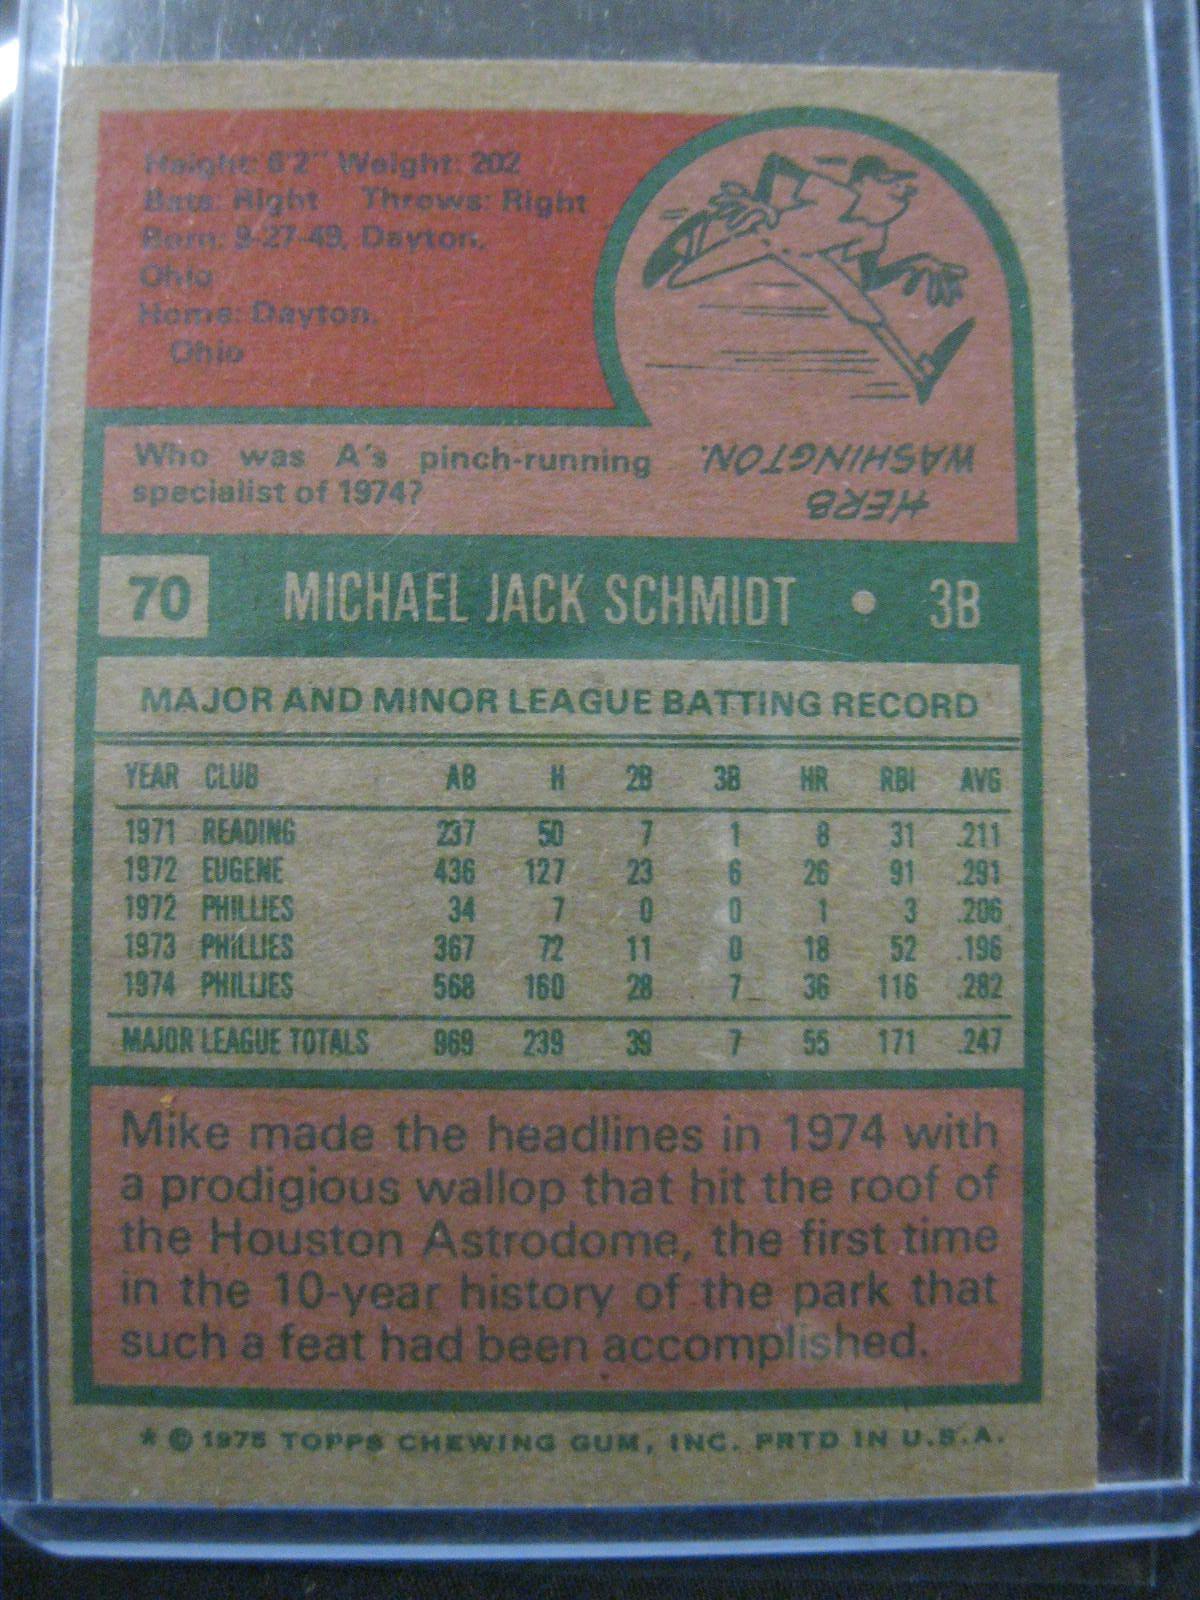 Height: 6'2" Weight: 202
Bats: Right Throws: Right
Born: 9-27-49, Dayton,
Ohio
Home: Dayton,
Ohio
Who was A's pinch-running
specialist of 1974?
HERB
WASHINGTON.
70 MICHAEL JACK SCHMIDT • 3B
MAJOR AND MINOR LEAGUE BATTING RECORD
YEAR CLUB AB H 2B 3B HR RBI AVG
1971 READING 237 50 7 1 8 31 .211
1972 EUGENE 436 127 23 6 26 91 .291
1972 PHILLIES 34 7 0 0 1 3 .206
1973 PHILLIES 367 72 11 0 18 52 .196
1974 PHILLIES 568 160 28 7 36 116 .282
MAJOR LEAGUE TOTALS 969 239 39 7 55 171 .247
Mike made the headlines in 1974 with
a prodigious wallop that hit the roof of
the Houston Astrodome, the first time
in the 10-year history of the park that
such a feat had been accomplished.
* © 1975 TOPPS CHEWING GUM, INC. PRTD IN U.S.A.